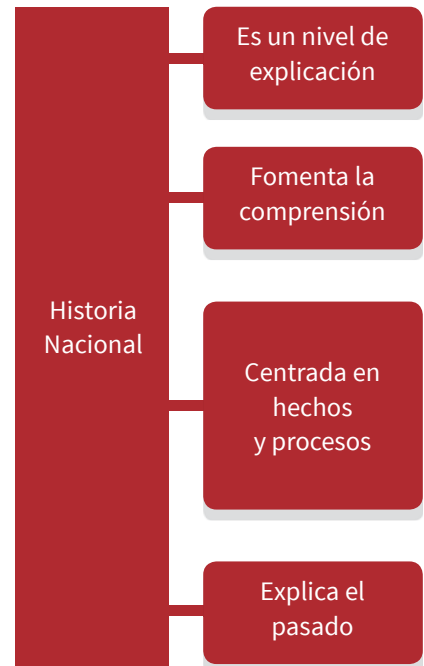 Historia
Nacional
Es un nivel de
explicación
Fomenta la
comprensión
Centrada en
hechos
y procesos
Explica el
pasado